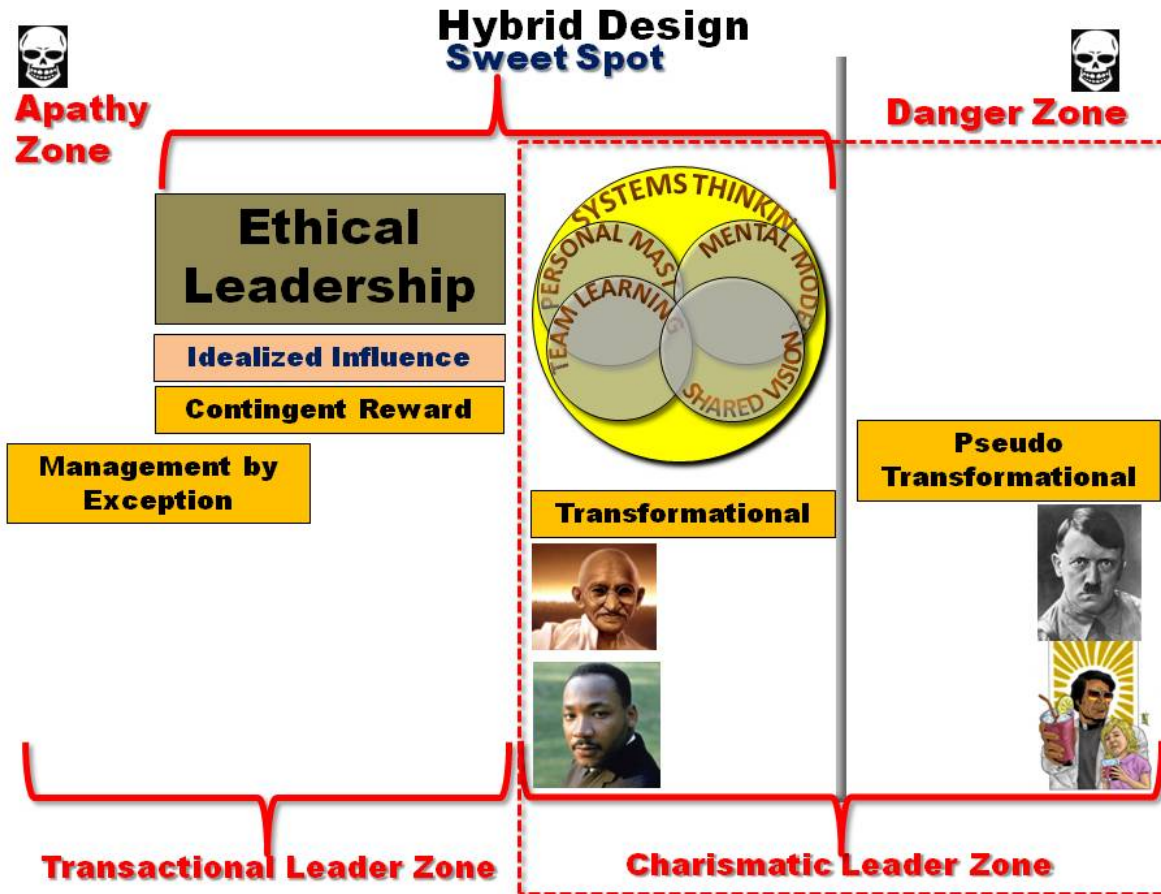 Hybrid Design
Sweet Spot
Apathy
Zone
Danger Zone
SYSTEMS THINKIN
PERSONAL MAST
MENTAL MODE
TEAM LEARNING
SHARED VISION
Ethical
Leadership
Idealized Influence
Contingent Reward
Management by
Exception
Transformational
Pseudo
Transformational
Transactional Leader Zone
Charismatic Leader Zone